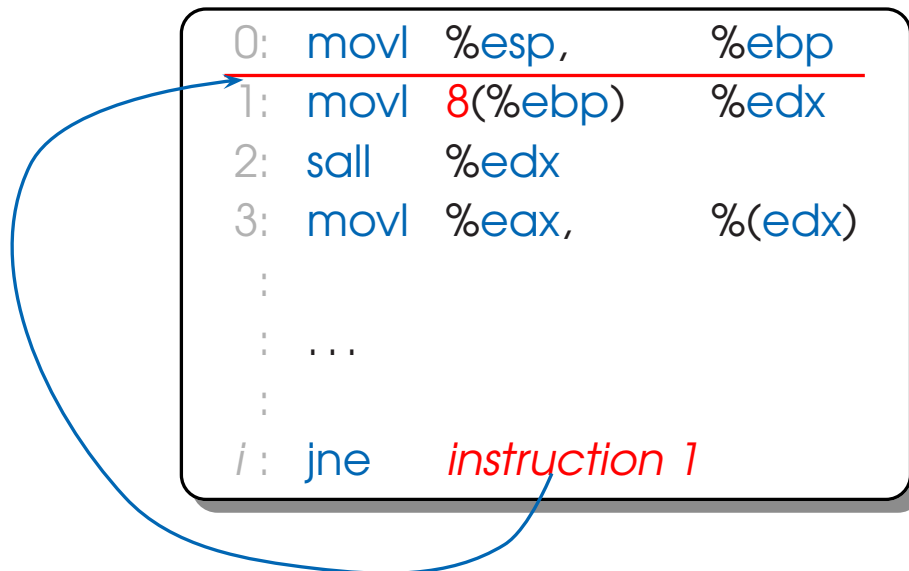 0: movl %esp, %ebp
1: movl 8(%ebp) %edx
2: sall %edx
3: movl %eax, %(edx)
:
: ...
:
i : jne instruction 1